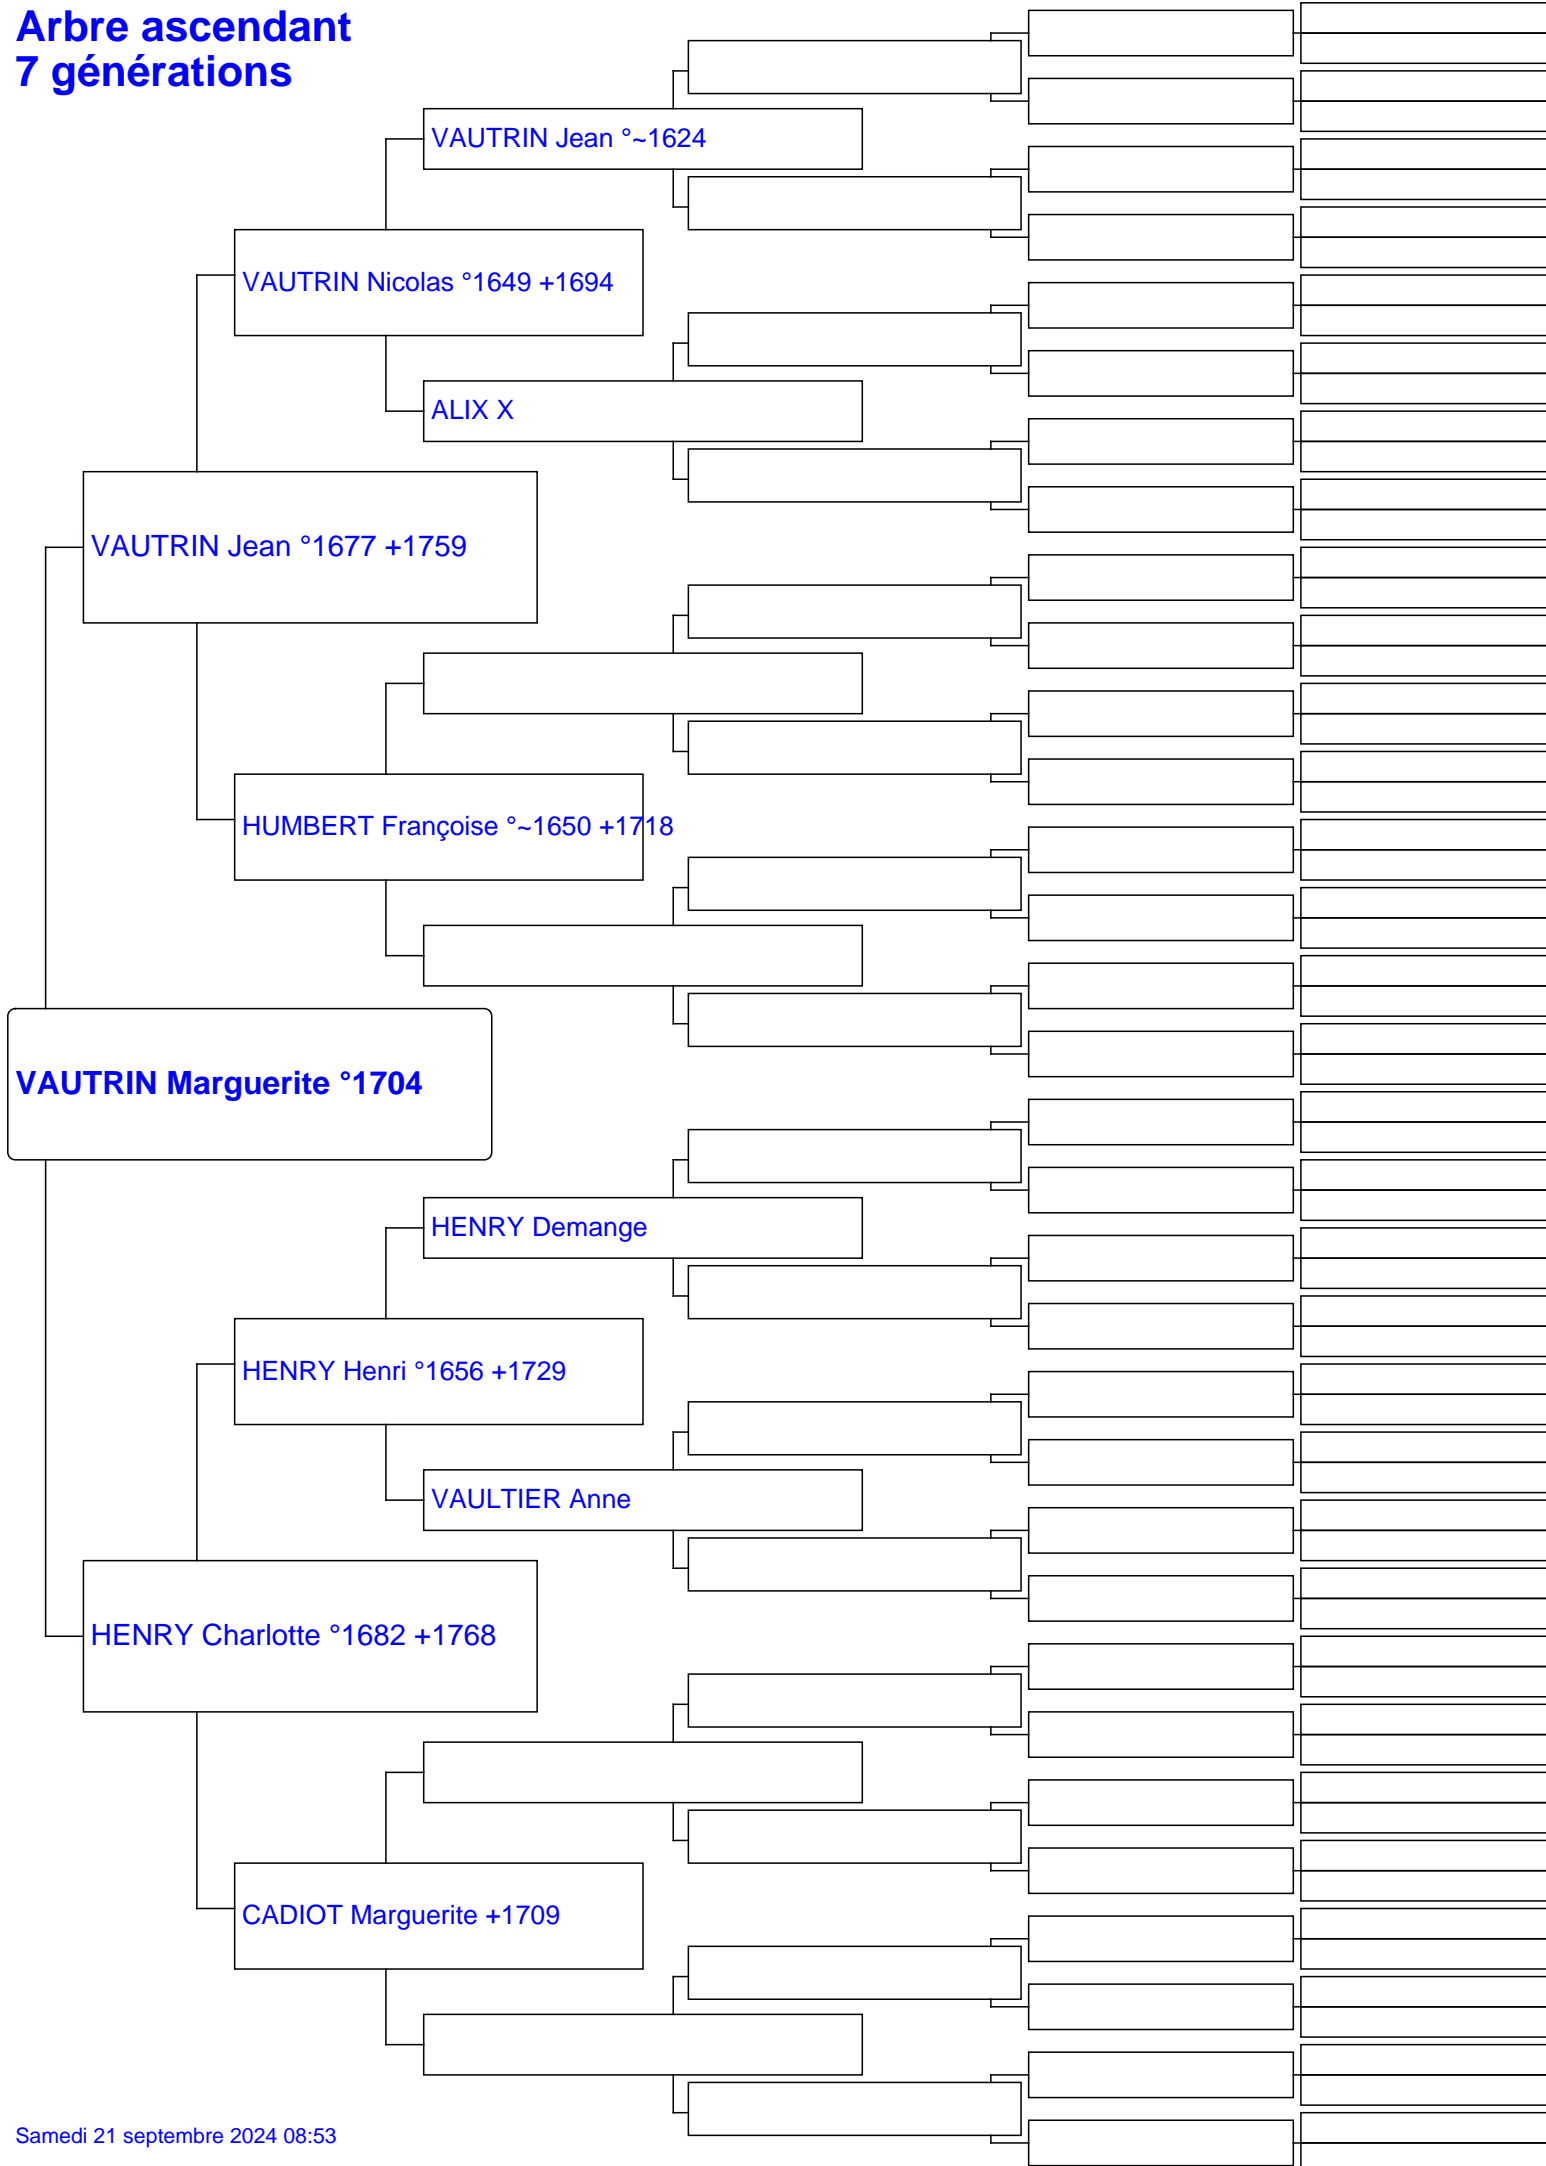 Arbre ascendant
7 générations
VAUTRIN Jean °~1624
VAUTRIN Nicolas °1649 +1694
ALIX X
VAUTRIN Jean °1677 +1759
HUMBERT Françoise °~1650 +1718
VAUTRIN Marguerite °1704
HENRY Demange
HENRY Henri °1656 +1729
VAULTIER Anne
HENRY Charlotte °1682 +1768
CADIOT Marguerite +1709
Samedi 21 septembre 2024 08:53